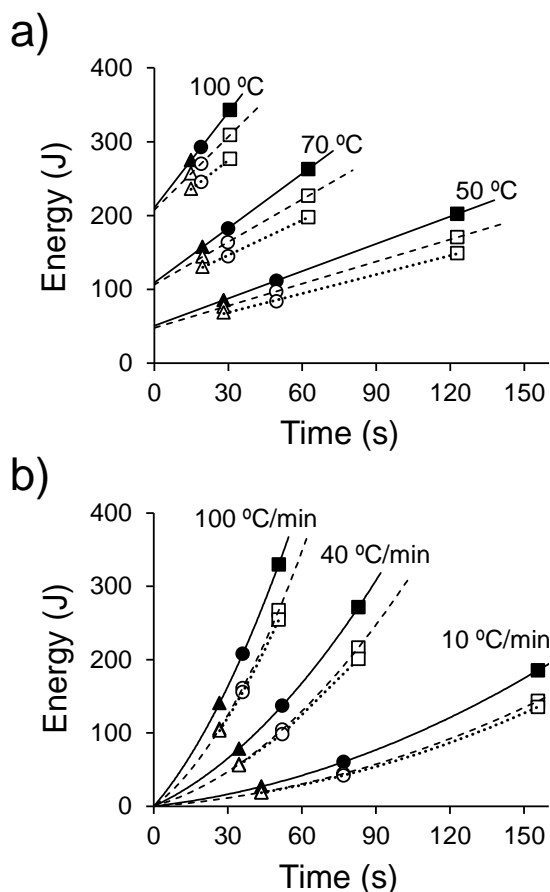 a)
400
100 ºC
300
70 ºC
50 ºC
200
100
0
Energy (J)
0 30 60 90 120 150
Time (s)
b)
400
100 ºC/min
40 ºC/min
300
10 ºC/min
200
100
0
Energy (J)
0 30 60 90 120 150
Time (s)